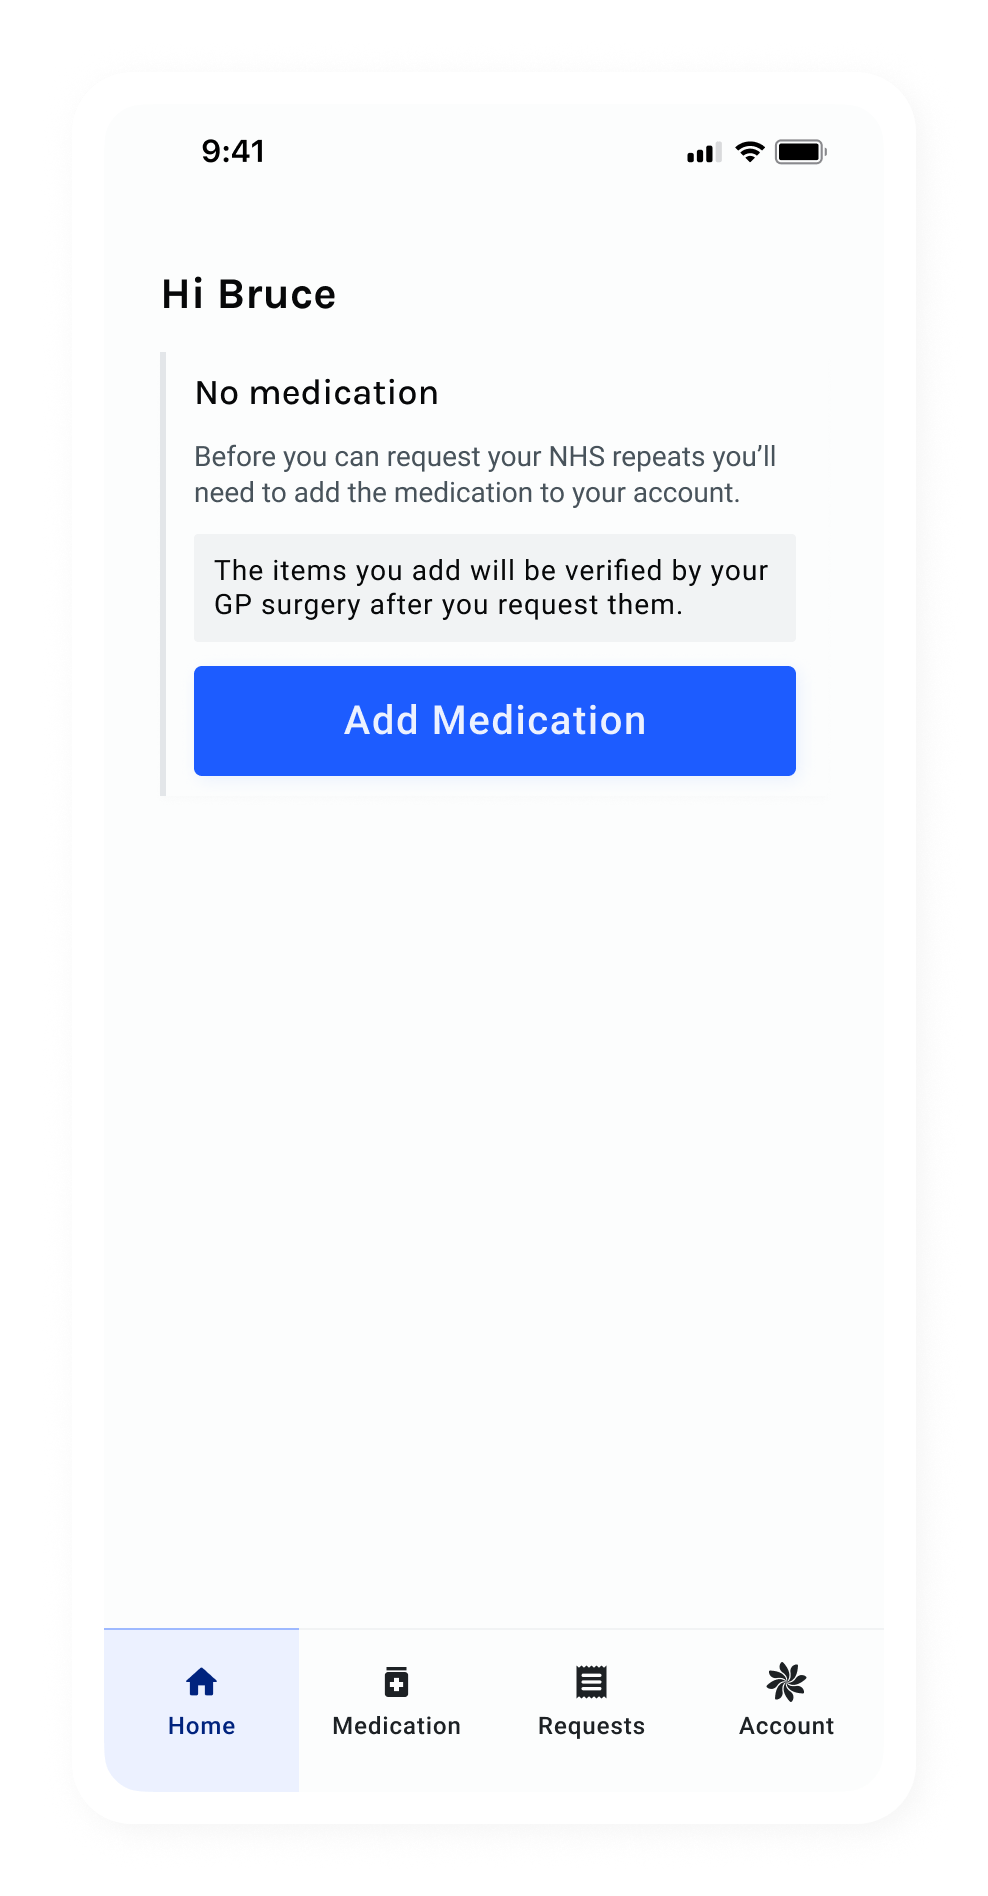 9:41
Hi Bruce
No medication
Before you can request your NHS repeats you’ll
need to add the medication to your account.
The items you add will be verified by your
GP surgery after you request them.
Add Medication
Home
Medication
Requests
Account